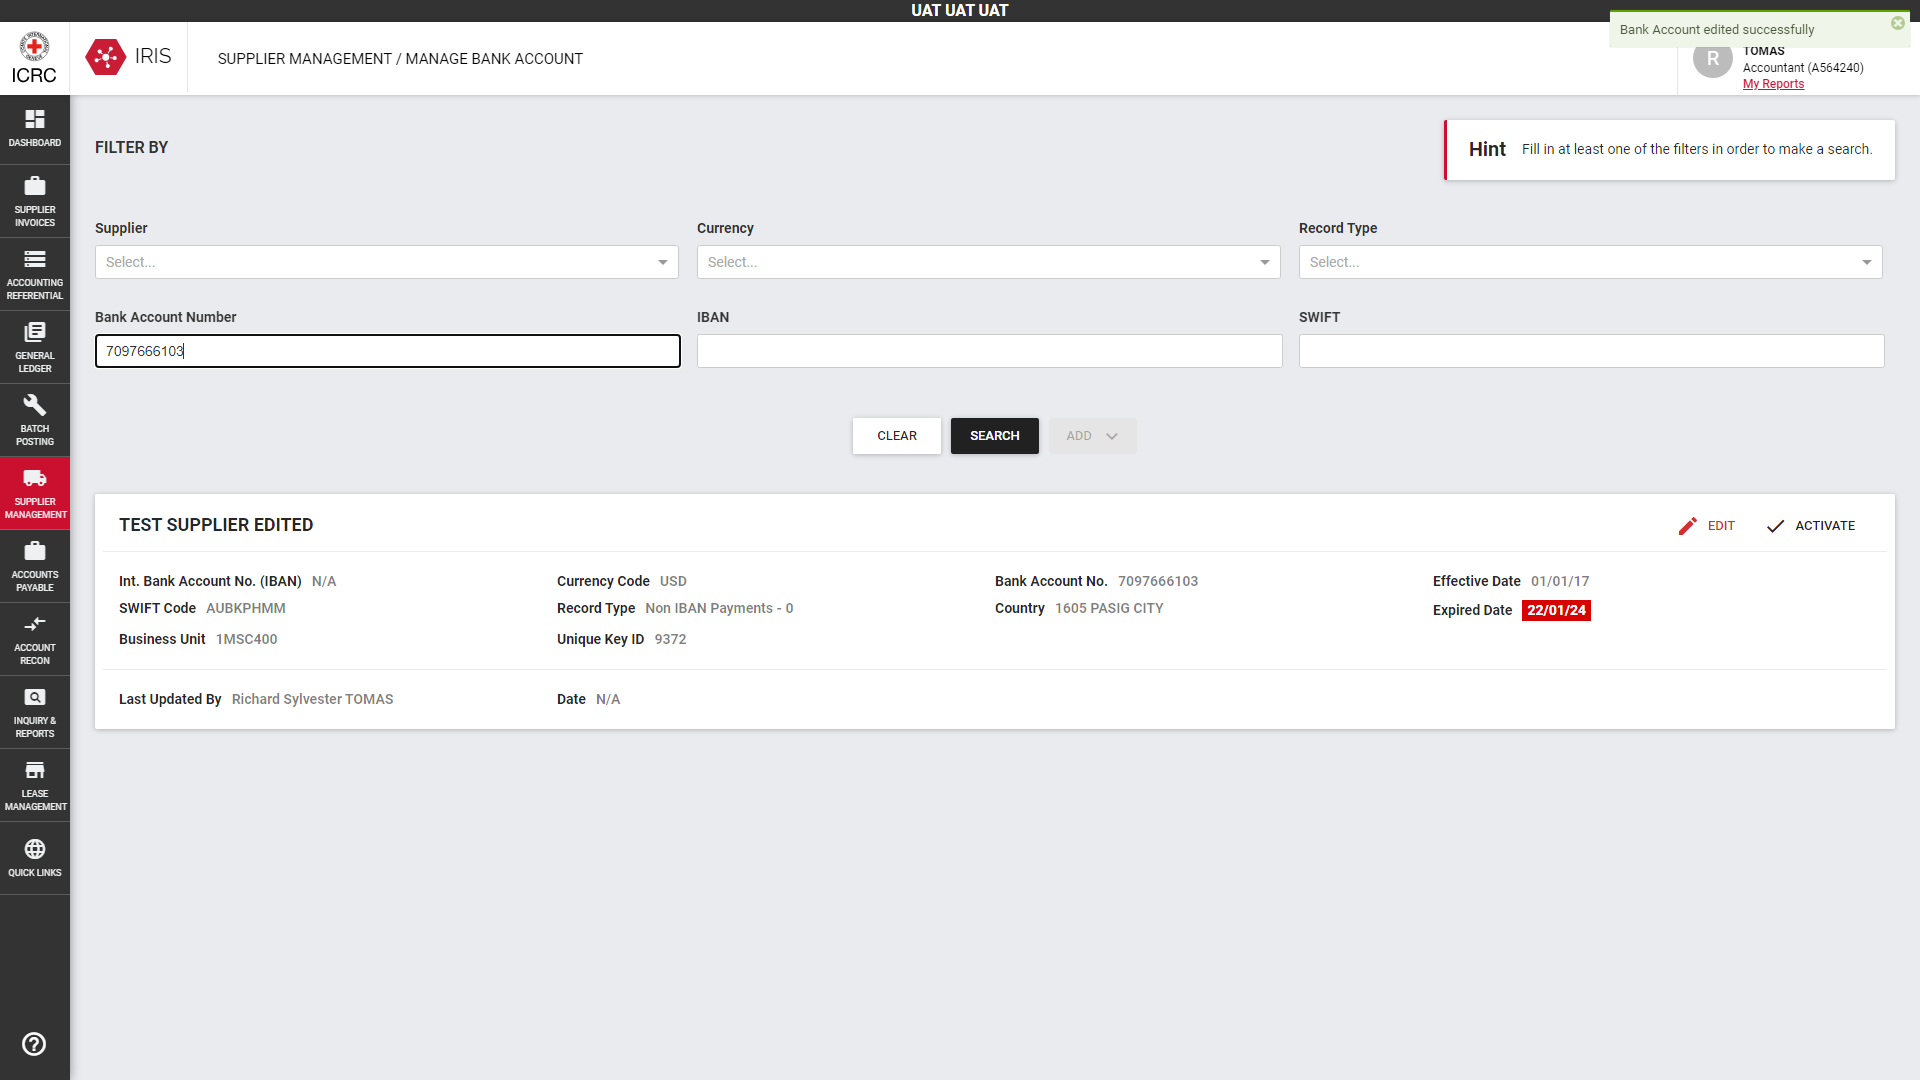 UAT UAT UAT
ICRC
IRIS
SUPPLIER MANAGEMENT / MANAGE BANK ACCOUNT
Bank Account edited successfully
R
TOMAS
Accountant (A564240)
My Reports
DASHBOARD
SUPPLIER
INVOICES
ACCOUNTING
REFERENTIAL
GENERAL
LEDGER
BATCH
POSTING
SUPPLIER
MANAGEMENT
ACCOUNTS
PAYABLE
ACCOUNT
RECON
INQUIRY &
REPORTS
LEASE
MANAGEMENT
QUICK LINKS
FILTER BY
Hint Fill in at least one of the filters in order to make a search.
Supplier Currency Record Type
Select... Select... Select...
Bank Account Number IBAN SWIFT
7097666103
CLEAR SEARCH ADD
TEST SUPPLIER EDITED EDIT ACTIVATE
Int. Bank Account No. (IBAN) N/A Currency Code USD Bank Account No. 7097666103 Effective Date 01/01/17
SWIFT Code AUBKPHMM Record Type Non IBAN Payments - 0 Country 1605 PASIG CITY Expired Date 22/01/24
Business Unit 1MSC400 Unique Key ID 9372
Last Updated By Richard Sylvester TOMAS Date N/A